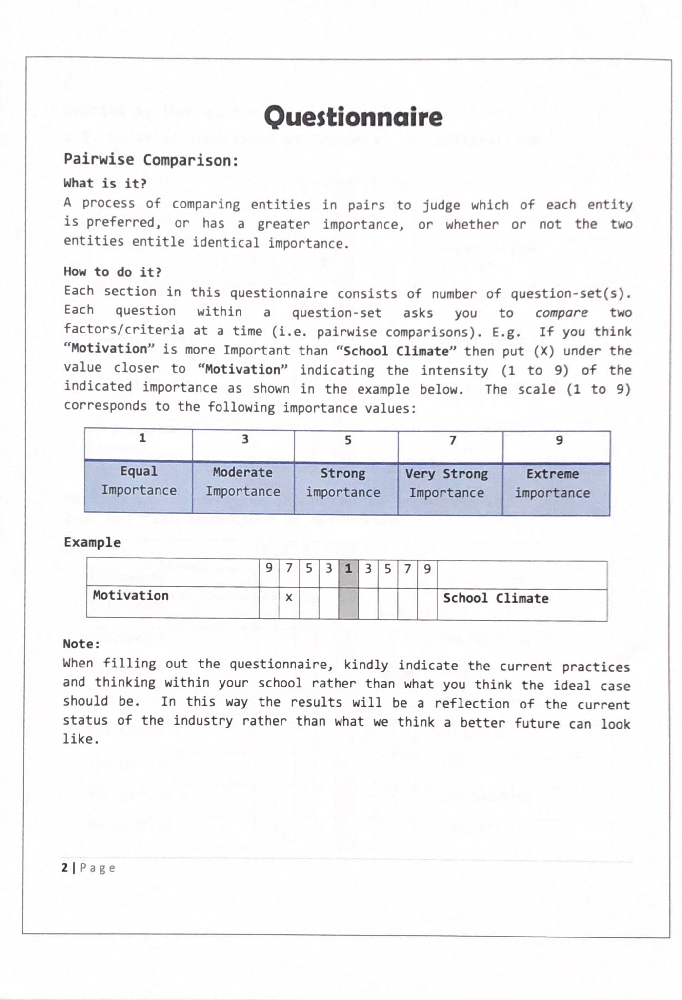 Questionnaire
Pairwise Comparison:
What is it?
A process of comparing entities in pairs to judge which of each entity
is preferred, or has a greater importance, or whether or not the two
entities entitle identical importance.
How to do it?
Each section in this questionnaire consists of number of question-set(s).
Each question within a question-set asks you to compare two
factors/criteria at a time (i.e. pairwise comparisons). E.g. If you think
“Motivation” is more Important than “School Climate” then put (X) under the
value closer to “Motivation” indicating the intensity (1 to 9) of the
indicated importance as shown in the example below. The scale (1 to 9)
corresponds to the following importance values:
1 3 5 7 9
Equal Moderate Strong Very Strong Extreme
Importance Importance importance Importance importance
Example
9 7 5 3 1 3 5 7 9
Motivation x School Climate
Note:
When filling out the questionnaire, kindly indicate the current practices
and thinking within your school rather than what you think the ideal case
should be. In this way the results will be a reflection of the current
status of the industry rather than what we think a better future can look
like.
2 | Page